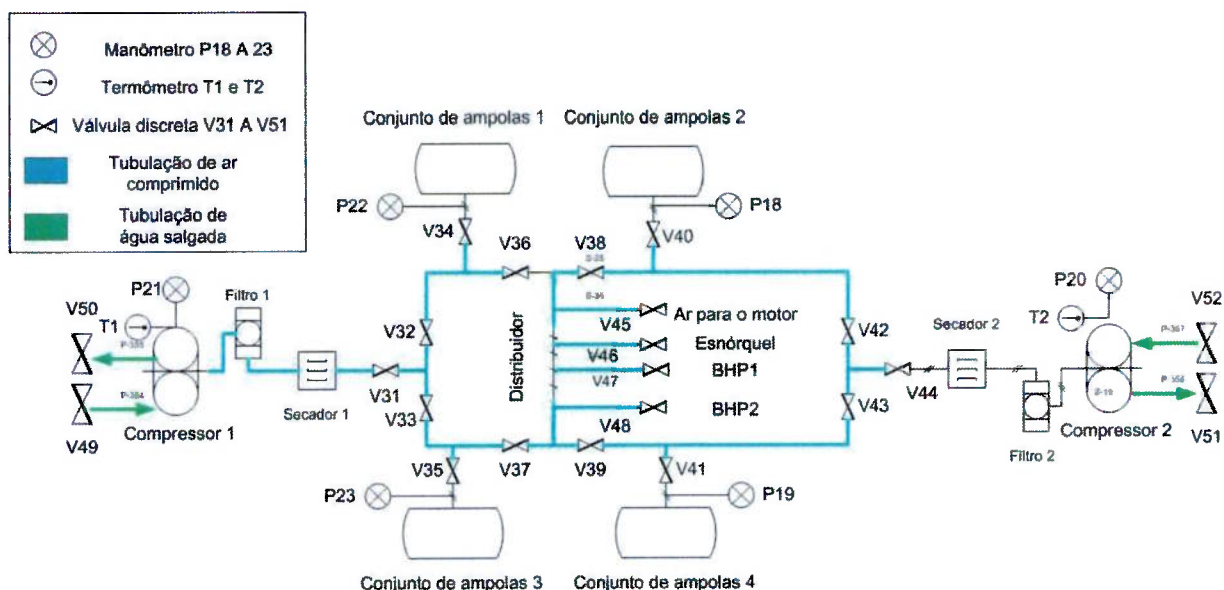 Manômetro P18 A 23
Termômetro T1 e T2
Válvula discreta V31 A V51
Tubulação de ar
comprimido
Tubulação de
água salgada
Conjunto de ampolas 1
Conjunto de ampolas 2
P22
P18
V34
V36
V38
V40
P21
Filtro 1
V50
T1
V32
Distribuidor
V45
Ar para o motor
Esnórquel
V46
V47
BHP1
BHP2
V48
V42
Secador 2
T2
P20
V52
P-367
V31
Secador 1
V33
V49
Compressor 1
V44
V43
Compressor 2
V51
Filtro 2
V35
V37
V39
V41
P23
P19
Conjunto de ampolas 3
Conjunto de ampolas 4